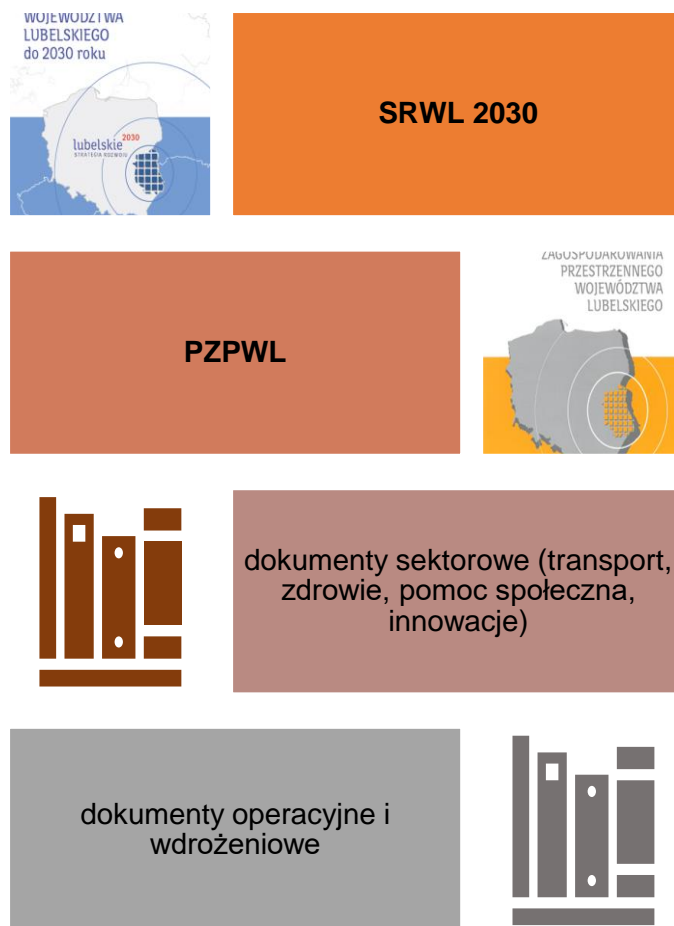 WOJEWÓDZTWA
LUBELSKIEGO
do 2030 roku
lubelskie 2030
STRATEGIA ROZWOJU
SRWL 2030
PZPWL
ZAGOSPODAROWANIA
PRZESTRZENNEGO
WOJEWÓDZTWA
LUBELSKIEGO
dokumenty sektorowe (transport,
zdrowie, pomoc społeczna,
innowacje)
dokumenty operacyjne i
wdrożeniowe